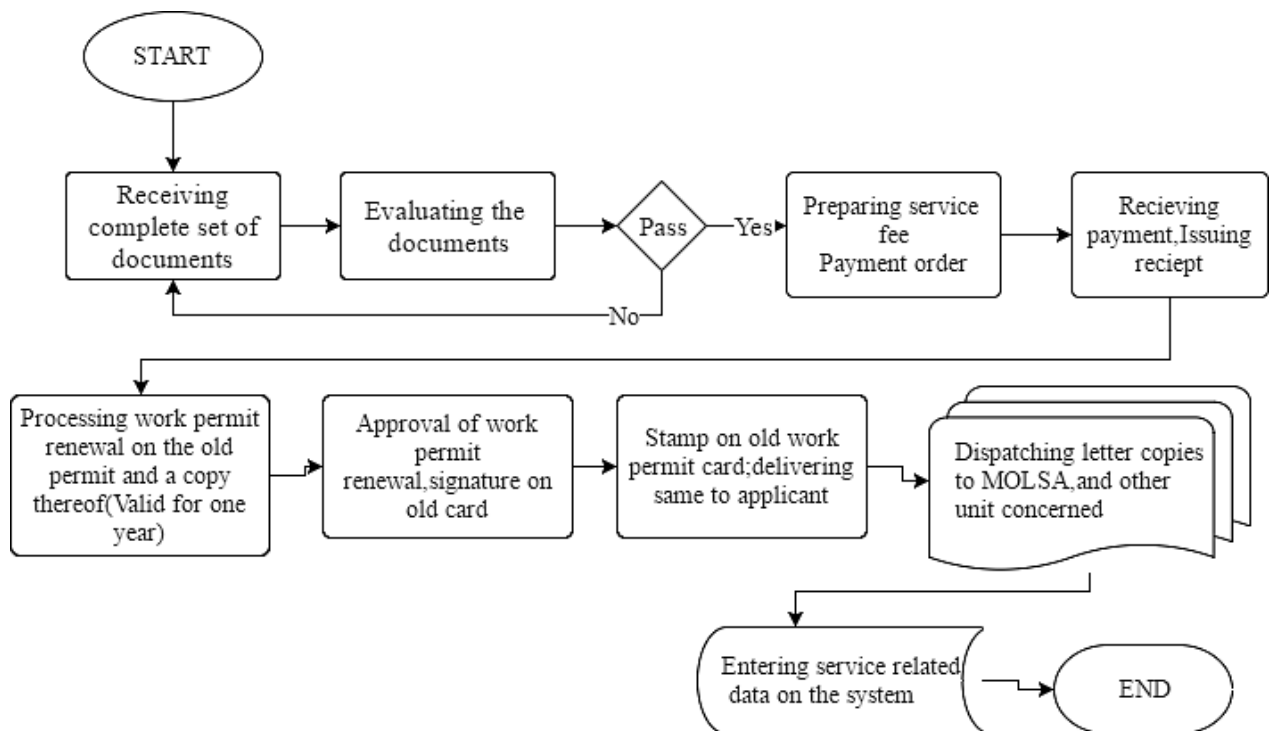 START
Receiving
complete set of
documents
Evaluating the
documents
Pass
Yes
No
Preparing service
fee
Payment order
Recieving
payment,Issuing
reciept
Processing work permit
renewal on the old
permit and a copy
thereof(Valid for one
year)
Approval of work
permit
renewal,signature on
old card
Stamp on old work
permit card;delivering
same to applicant
Dispatching letter copies
to MOLSA,and other
unit concerned
Entering service related
data on the system
END